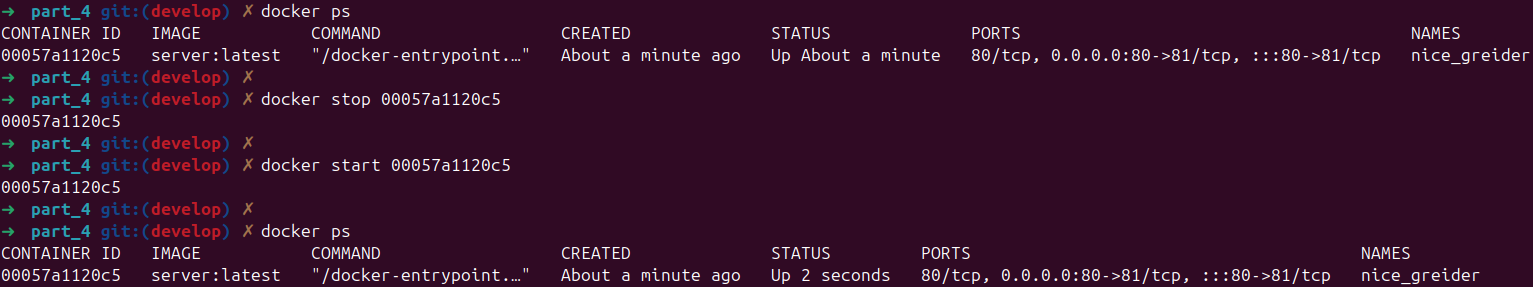 ➜ part_4 git:(develop) ✗ docker ps
CONTAINER ID IMAGE COMMAND CREATED STATUS PORTS NAMES
00057a1120c5 server:latest "/docker-entrypoint.…" About a minute ago Up About a minute 80/tcp, 0.0.0.0:80->81/tcp, :::80->81/tcp nice_greider
➜ part_4 git:(develop) ✗
➜ part_4 git:(develop) ✗ docker stop 00057a1120c5
00057a1120c5
➜ part_4 git:(develop) ✗
➜ part_4 git:(develop) ✗ docker start 00057a1120c5
00057a1120c5
➜ part_4 git:(develop) ✗
➜ part_4 git:(develop) ✗ docker ps
CONTAINER ID IMAGE COMMAND CREATED STATUS PORTS NAMES
00057a1120c5 server:latest "/docker-entrypoint.…" About a minute ago Up 2 seconds 80/tcp, 0.0.0.0:80->81/tcp, :::80->81/tcp nice_greider